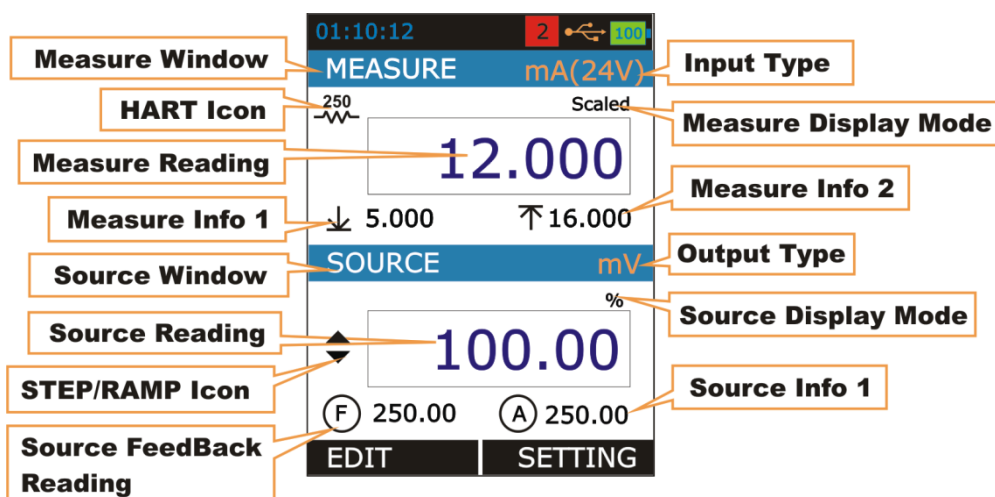 01:10:12 2 100
Measure Window
MEASURE mA(24V)
Input Type
HART Icon
250
Scaled
Measure Display Mode
Measure Reading
12.000
Measure Info 2
Measure Info 1
5.000 16.000
Source Window
SOURCE mV
Output Type
%
Source Display Mode
Source Reading
100.00
STEP/RAMP Icon
Source Info 1
F 250.00 A 250.00
Source FeedBack
Reading
EDIT SETTING